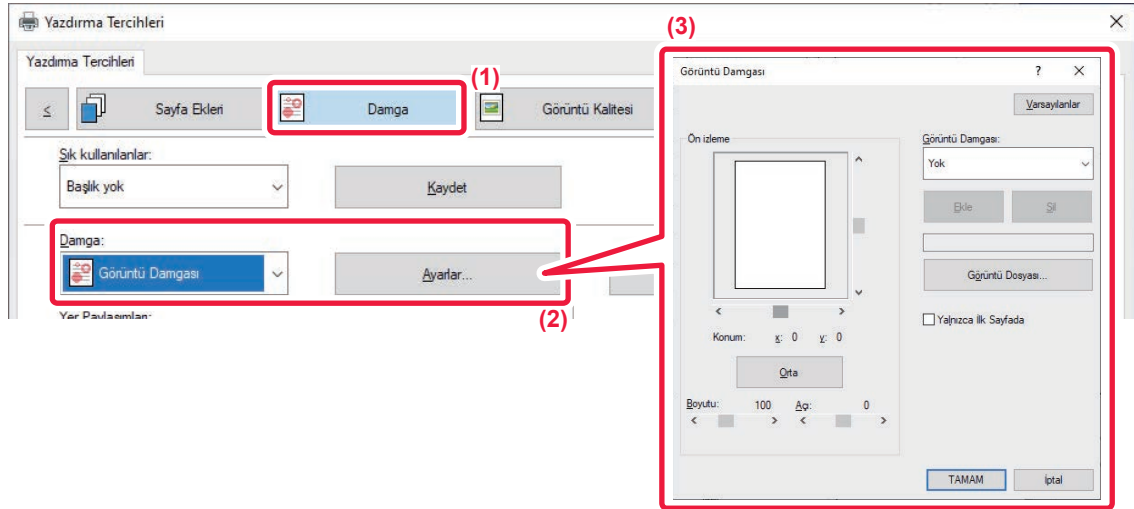 Yazdırma Tercihleri
Yazdırma Tercihleri
(1)
≤ Sayfa Ekleri Damga Görüntü Kalitesi
Sık kullanılanlar:
Başlık yok Kaydet
Damga:
Görüntü Damgası Ayarlar...
(2)
Yer Paylaşımları:
(3)
Görüntü Damgası ?
Varsayılanlar
Ön izleme
Görüntü Damgası:
Yok
Ekle Sil
Görüntü Dosyası...
Yalnızca İlk Sayfada
Konum: x: 0 y: 0
Orta
Boyutu: 100 Açı: 0
TAMAM İptal